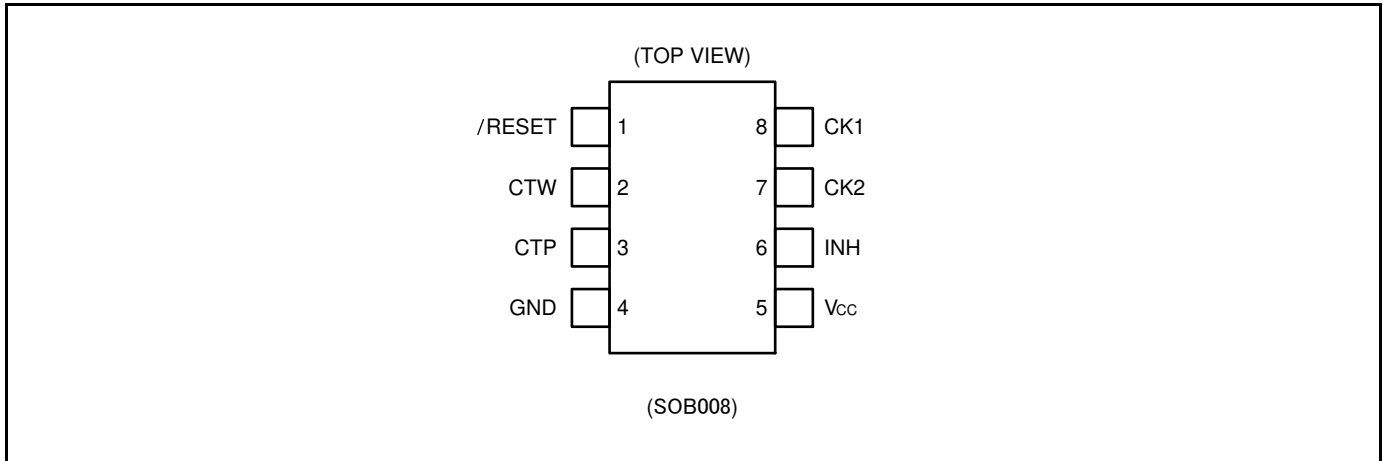 (TOP VIEW)
/RESET 1 8 CK1
CTW 2 7 CK2
CTP 3 6 INH
GND 4 5 VCC
(SOB008)